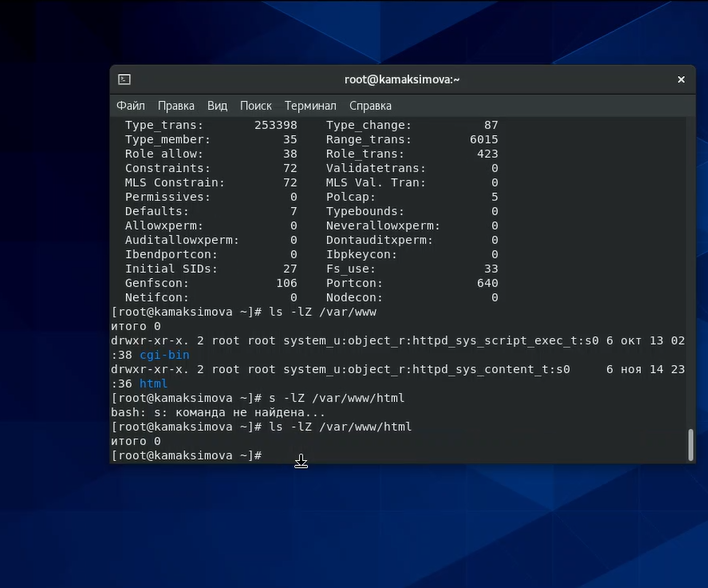 root@kamaksimova:~
Файл Правка Вид Поиск Терминал Справка
Type_trans: 253398 Type_change: 87
Type_member: 35 Range_trans: 6015
Role allow: 38 Role_trans: 423
Constraints: 72 Validatetrans: 0
MLS Constrain: 72 MLS Val. Tran: 0
Permissives: 0 Polcap: 5
Defaults: 7 Typebounds: 0
Allowxperm: 0 Neverallowxperm: 0
Auditallowxperm: 0 Dontauditxperm: 0
Ibendportcon: 0 Ibpkeycon: 0
Initial SIDs: 27 Fs_use: 33
Genfscon: 106 Portcon: 640
Netifcon: 0 Nodecon: 0
[root@kamaksimova ~]# ls -lZ /var/www
итого 0
drwxr-xr-x. 2 root root system_u:object_r:httpd_sys_script_exec_t:s0 6 окт 13 02
:38 cgi-bin
drwxr-xr-x. 2 root root system_u:object_r:httpd_sys_content_t:s0 6 ноя 14 23
:36 html
[root@kamaksimova ~]# s -lZ /var/www/html
bash: s: команда не найдена...
[root@kamaksimova ~]# ls -lZ /var/www/html
итого 0
[root@kamaksimova ~]#